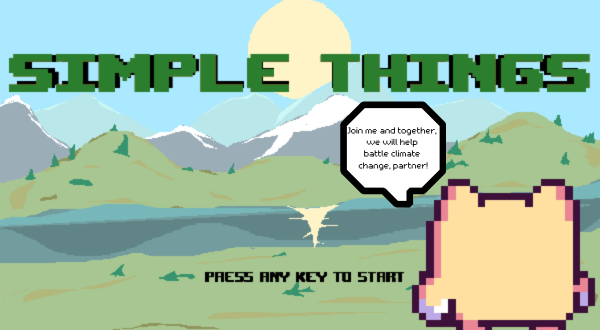 SIMPLE THINGS
Join me and together,
we will help
battle climate
change, partner!
PRESS ANY KEY TO START